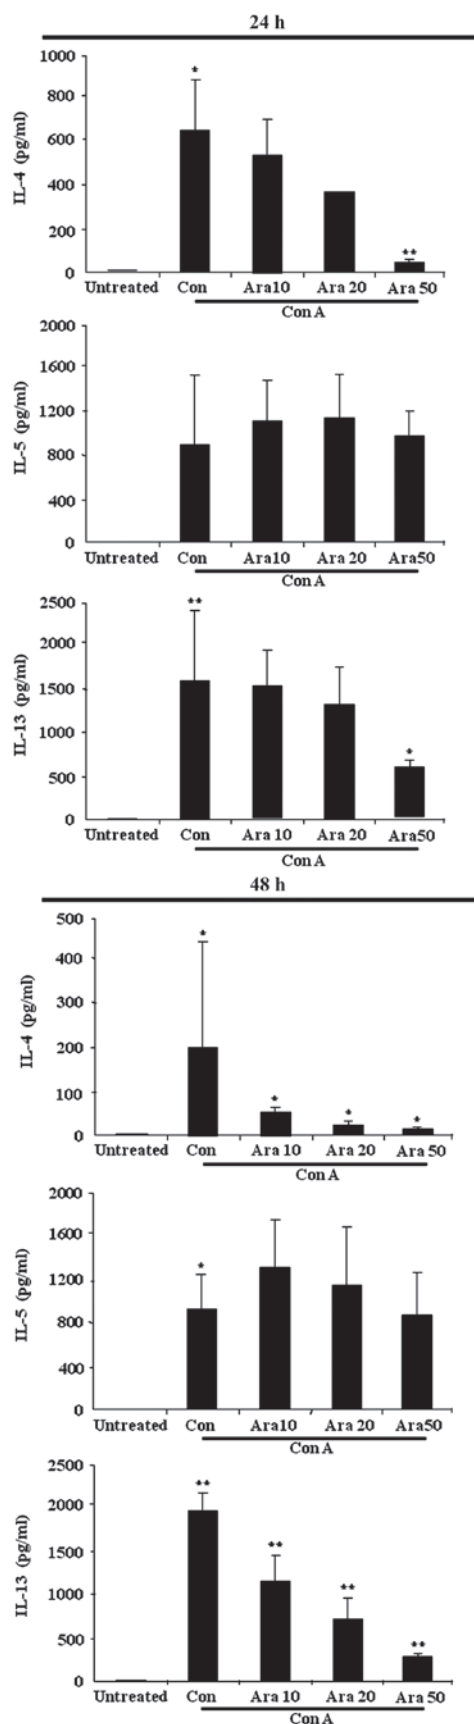 24 h
IL-4 (pg/ml)
1000
*
800
600
400
200
**
0
Untreated Con Ara10 Ara 20 Ara 50
Con A
IL-5 (pg/ml)
2000
1600
1200
800
400
0
Untreated Con Ara10 Ara 20 Ara50
Con A
IL-13 (pg/ml)
2500
**
2000
1500
1000
*
500
0
Untreated Con Ara 10 Ara 20 Ara50
Con A
48 h
IL-4 (pg/ml)
500
*
400
300
200
100
* * *
0
Untreated Con Ara 10 Ara 20 Ara 50
Con A
IL-5 (pg/ml)
2000
1600
*
1200
800
400
0
Untreated Con Ara10 Ara 20 Ara50
Con A
IL-13 (pg/ml)
2500
**
2000
**
1500
**
1000
500
**
0
Untreated Con Ara 10 Ara 20 Ara 50
Con A